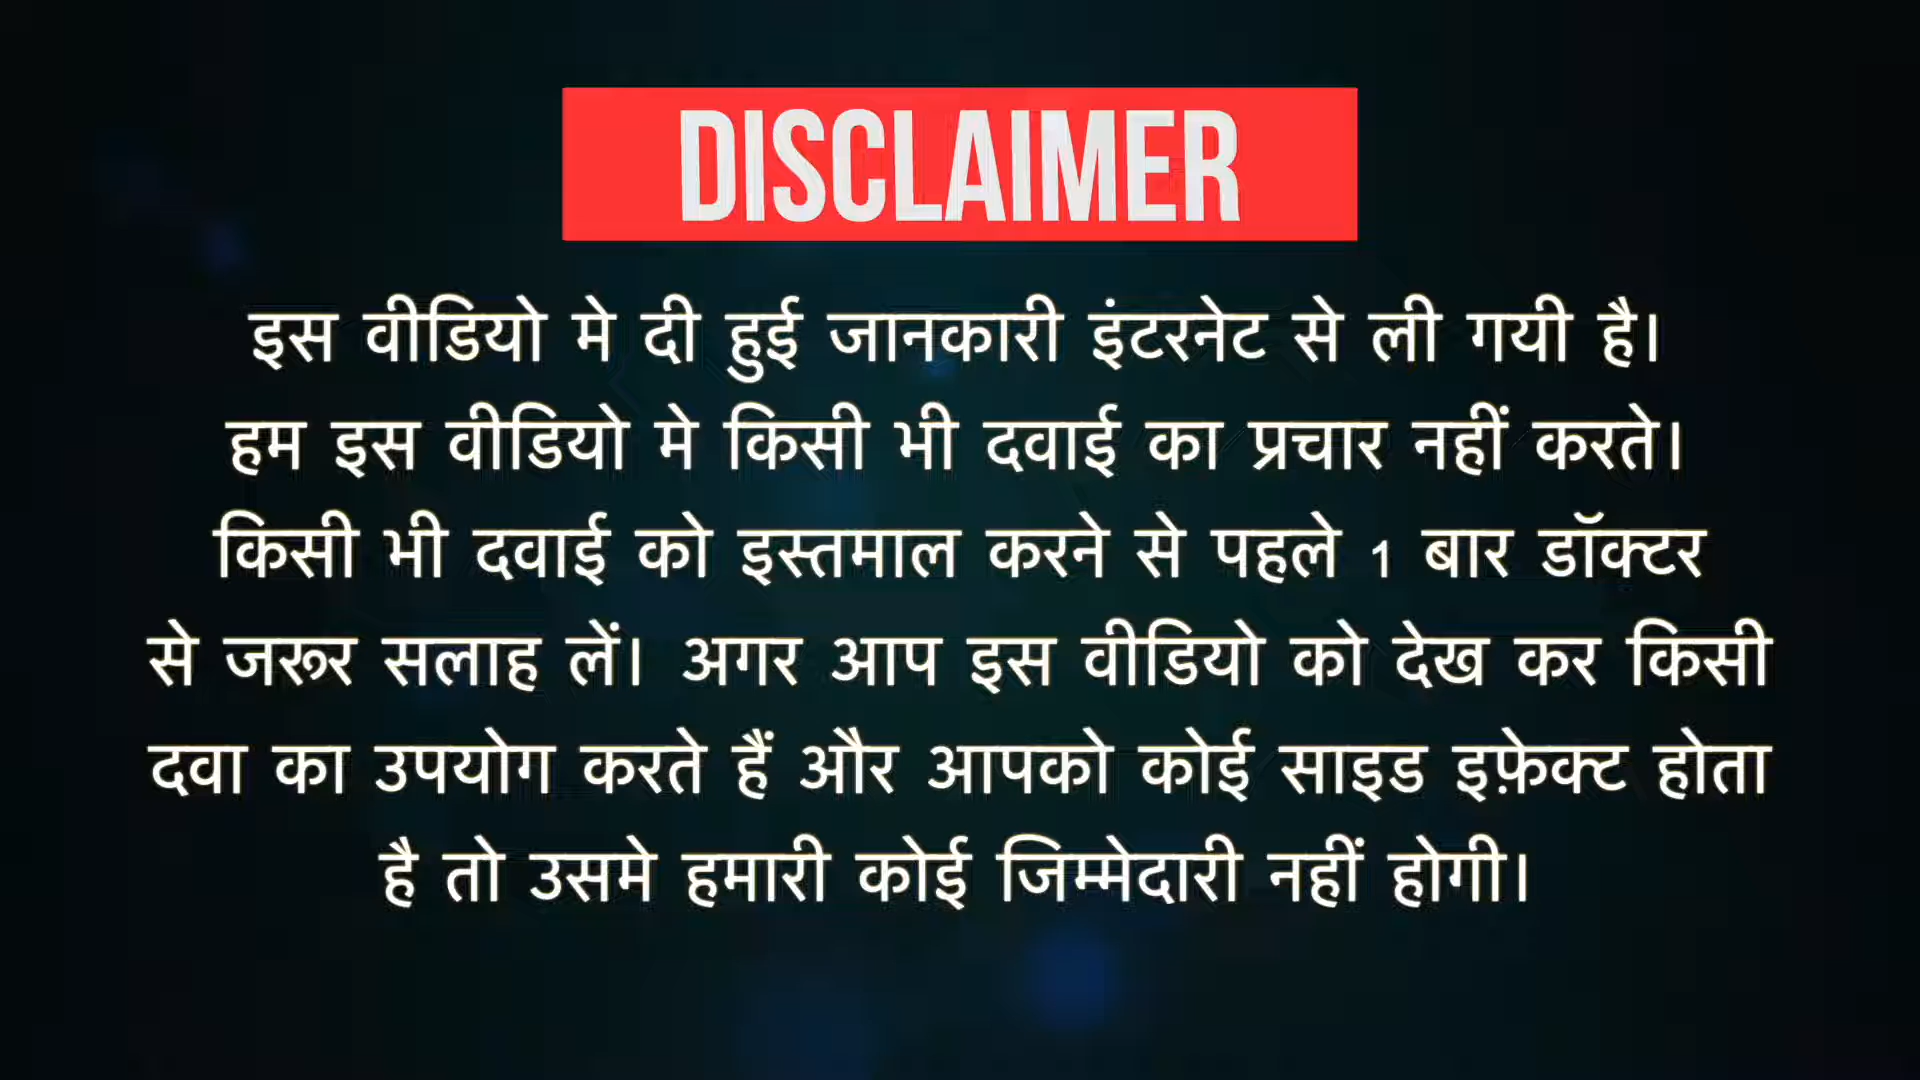 DISCLAIMER
इस वीडियो मे दी हुई जानकारी इंटरनेट से ली गयी है।
हम इस वीडियो मे किसी भी दवाई का प्रचार नहीं करते।
किसी भी दवाई को इस्तमाल करने से पहले 1 बार डॉक्टर
से जरूर सलाह लें। अगर आप इस वीडियो को देख कर किसी
दवा का उपयोग करते हैं और आपको कोई साइड इफ़ेक्ट होता
है तो उसमे हमारी कोई जिम्मेदारी नहीं होगी।